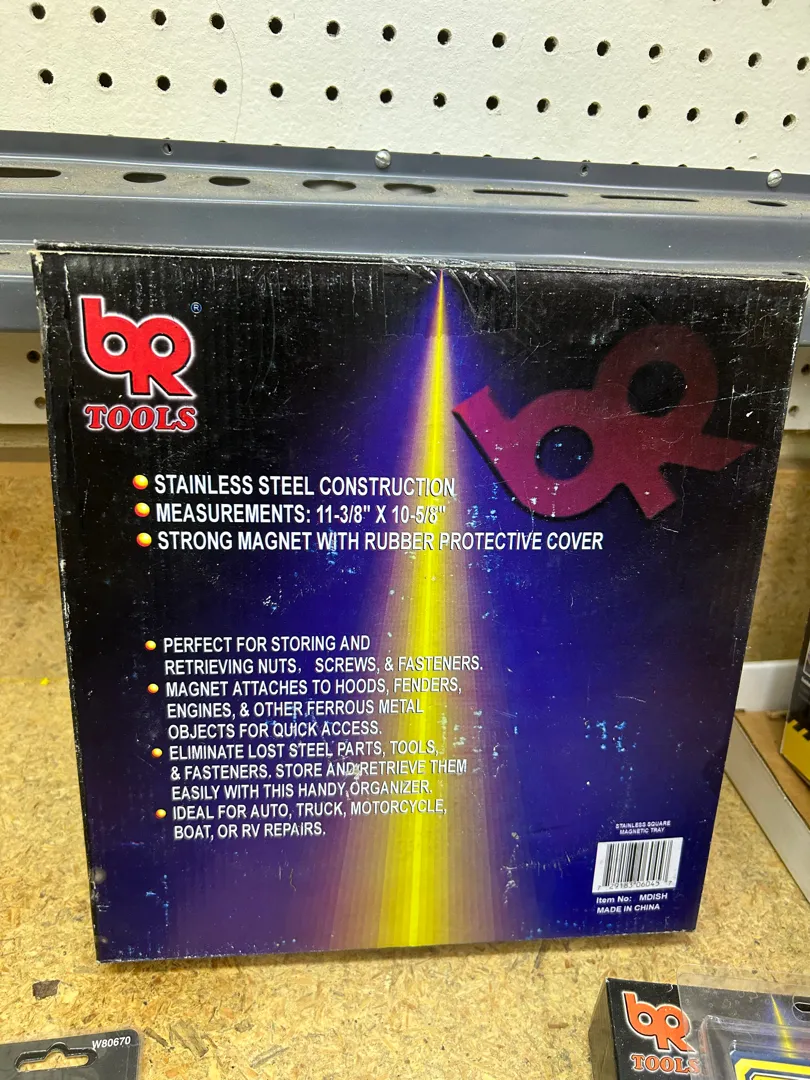 bR
®
TOOLS
STAINLESS STEEL CONSTRUCTION
MEASUREMENTS: 11-3/8" X 10-5/8"
STRONG MAGNET WITH RUBBER PROTECTIVE COVER
PERFECT FOR STORING AND
RETRIEVING NUTS, SCREWS, & FASTENERS.
MAGNET ATTACHES TO HOODS, FENDERS,
ENGINES, & OTHER FERROUS METAL
OBJECTS FOR QUICK ACCESS.
ELIMINATE LOST STEEL PARTS, TOOLS,
& FASTENERS, STORE AND RETRIEVE THEM
EASILY WITH THIS HANDY ORGANIZER.
IDEAL FOR AUTO, TRUCK, MOTORCYCLE,
BOAT, OR RV REPAIRS.
STAINLESS SQUARE
MAGNETIC TRAY
Item No: MDISH
MADE IN CHINA
W80670
bR
TOOLS